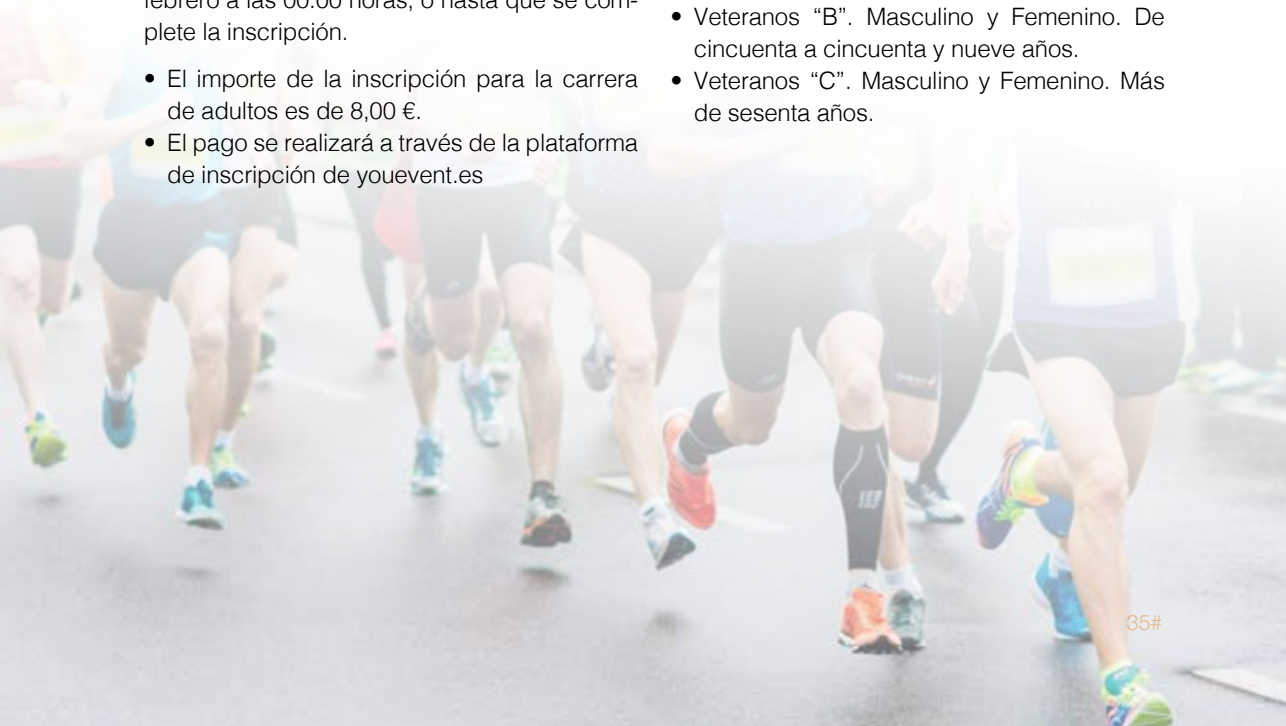 febrero a las 00:00 horas, o hasta que se com-
plete la inscripción.
• El importe de la inscripción para la carrera
de adultos es de 8,00 €.
• El pago se realizará a través de la plataforma
de inscripción de youevent.es
• Veteranos “B”. Masculino y Femenino. De
cincuenta a cincuenta y nueve años.
• Veteranos “C”. Masculino y Femenino. Más
de sesenta años.
35#